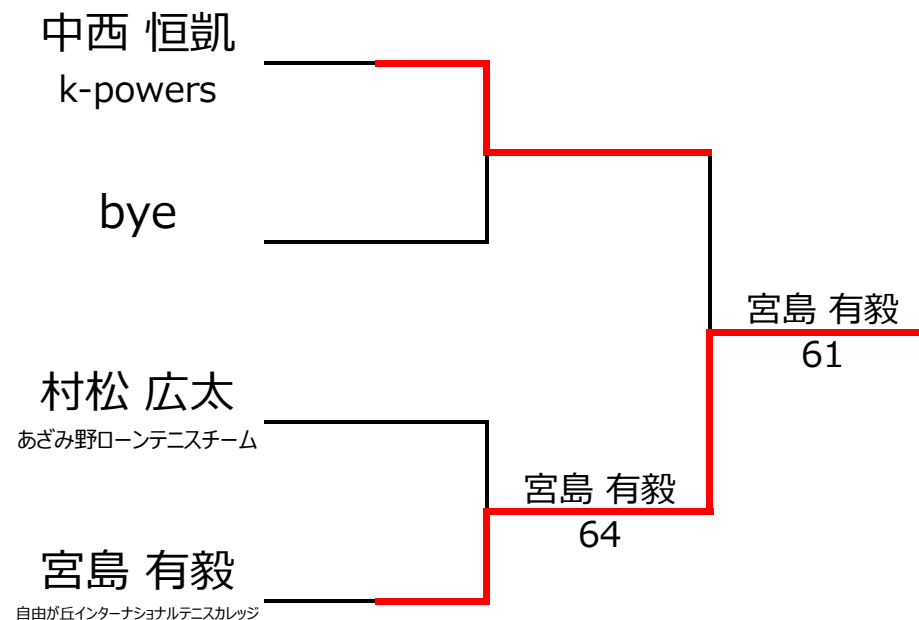 中西 恒凱
k-powers
bye
村松 広太
あざみ野ローンテニスチーム
宮島 有毅
自由が丘インターナショナルテニスカレッジ
宮島 有毅
64
宮島 有毅
61